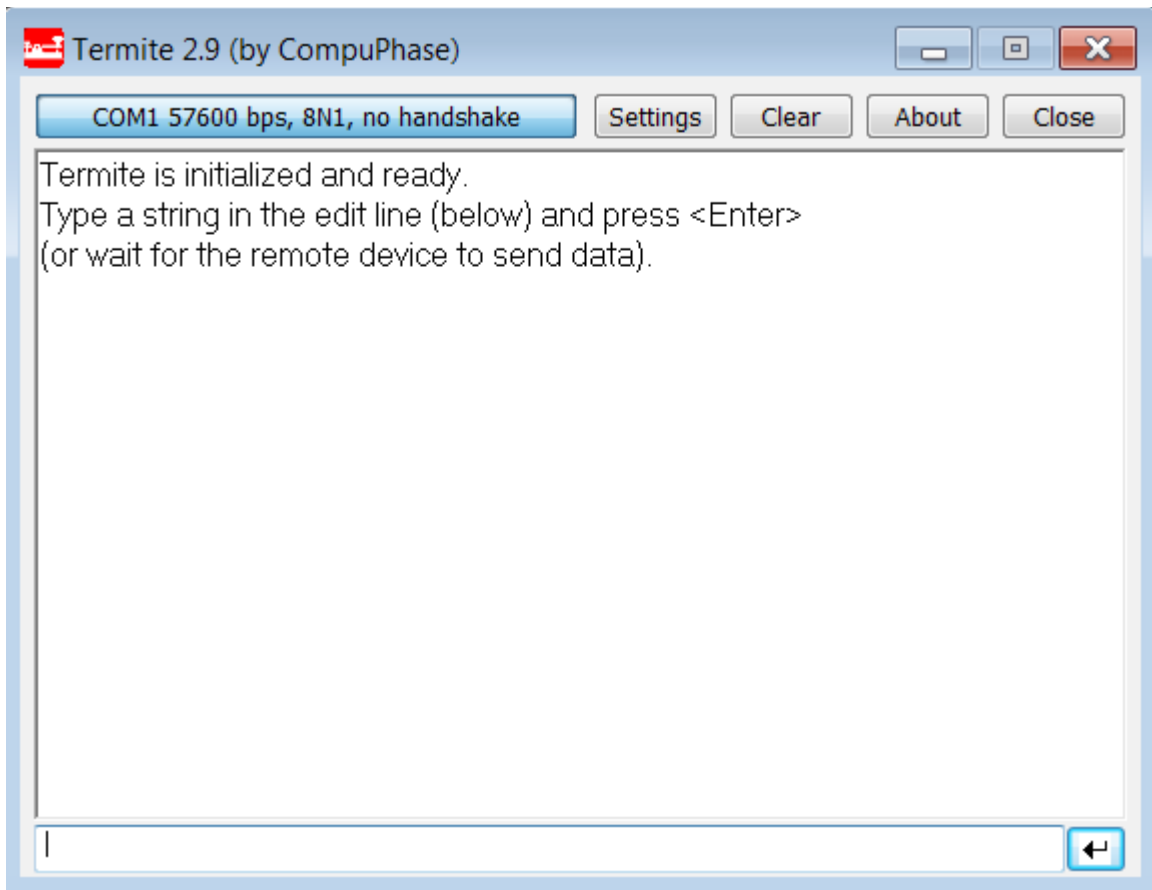 Termite 2.9 (by CompuPhase)
COM1 57600 bps, 8N1, no handshake Settings Clear About Close
Termite is initialized and ready.
Type a string in the edit line (below) and press <Enter>
(or wait for the remote device to send data).